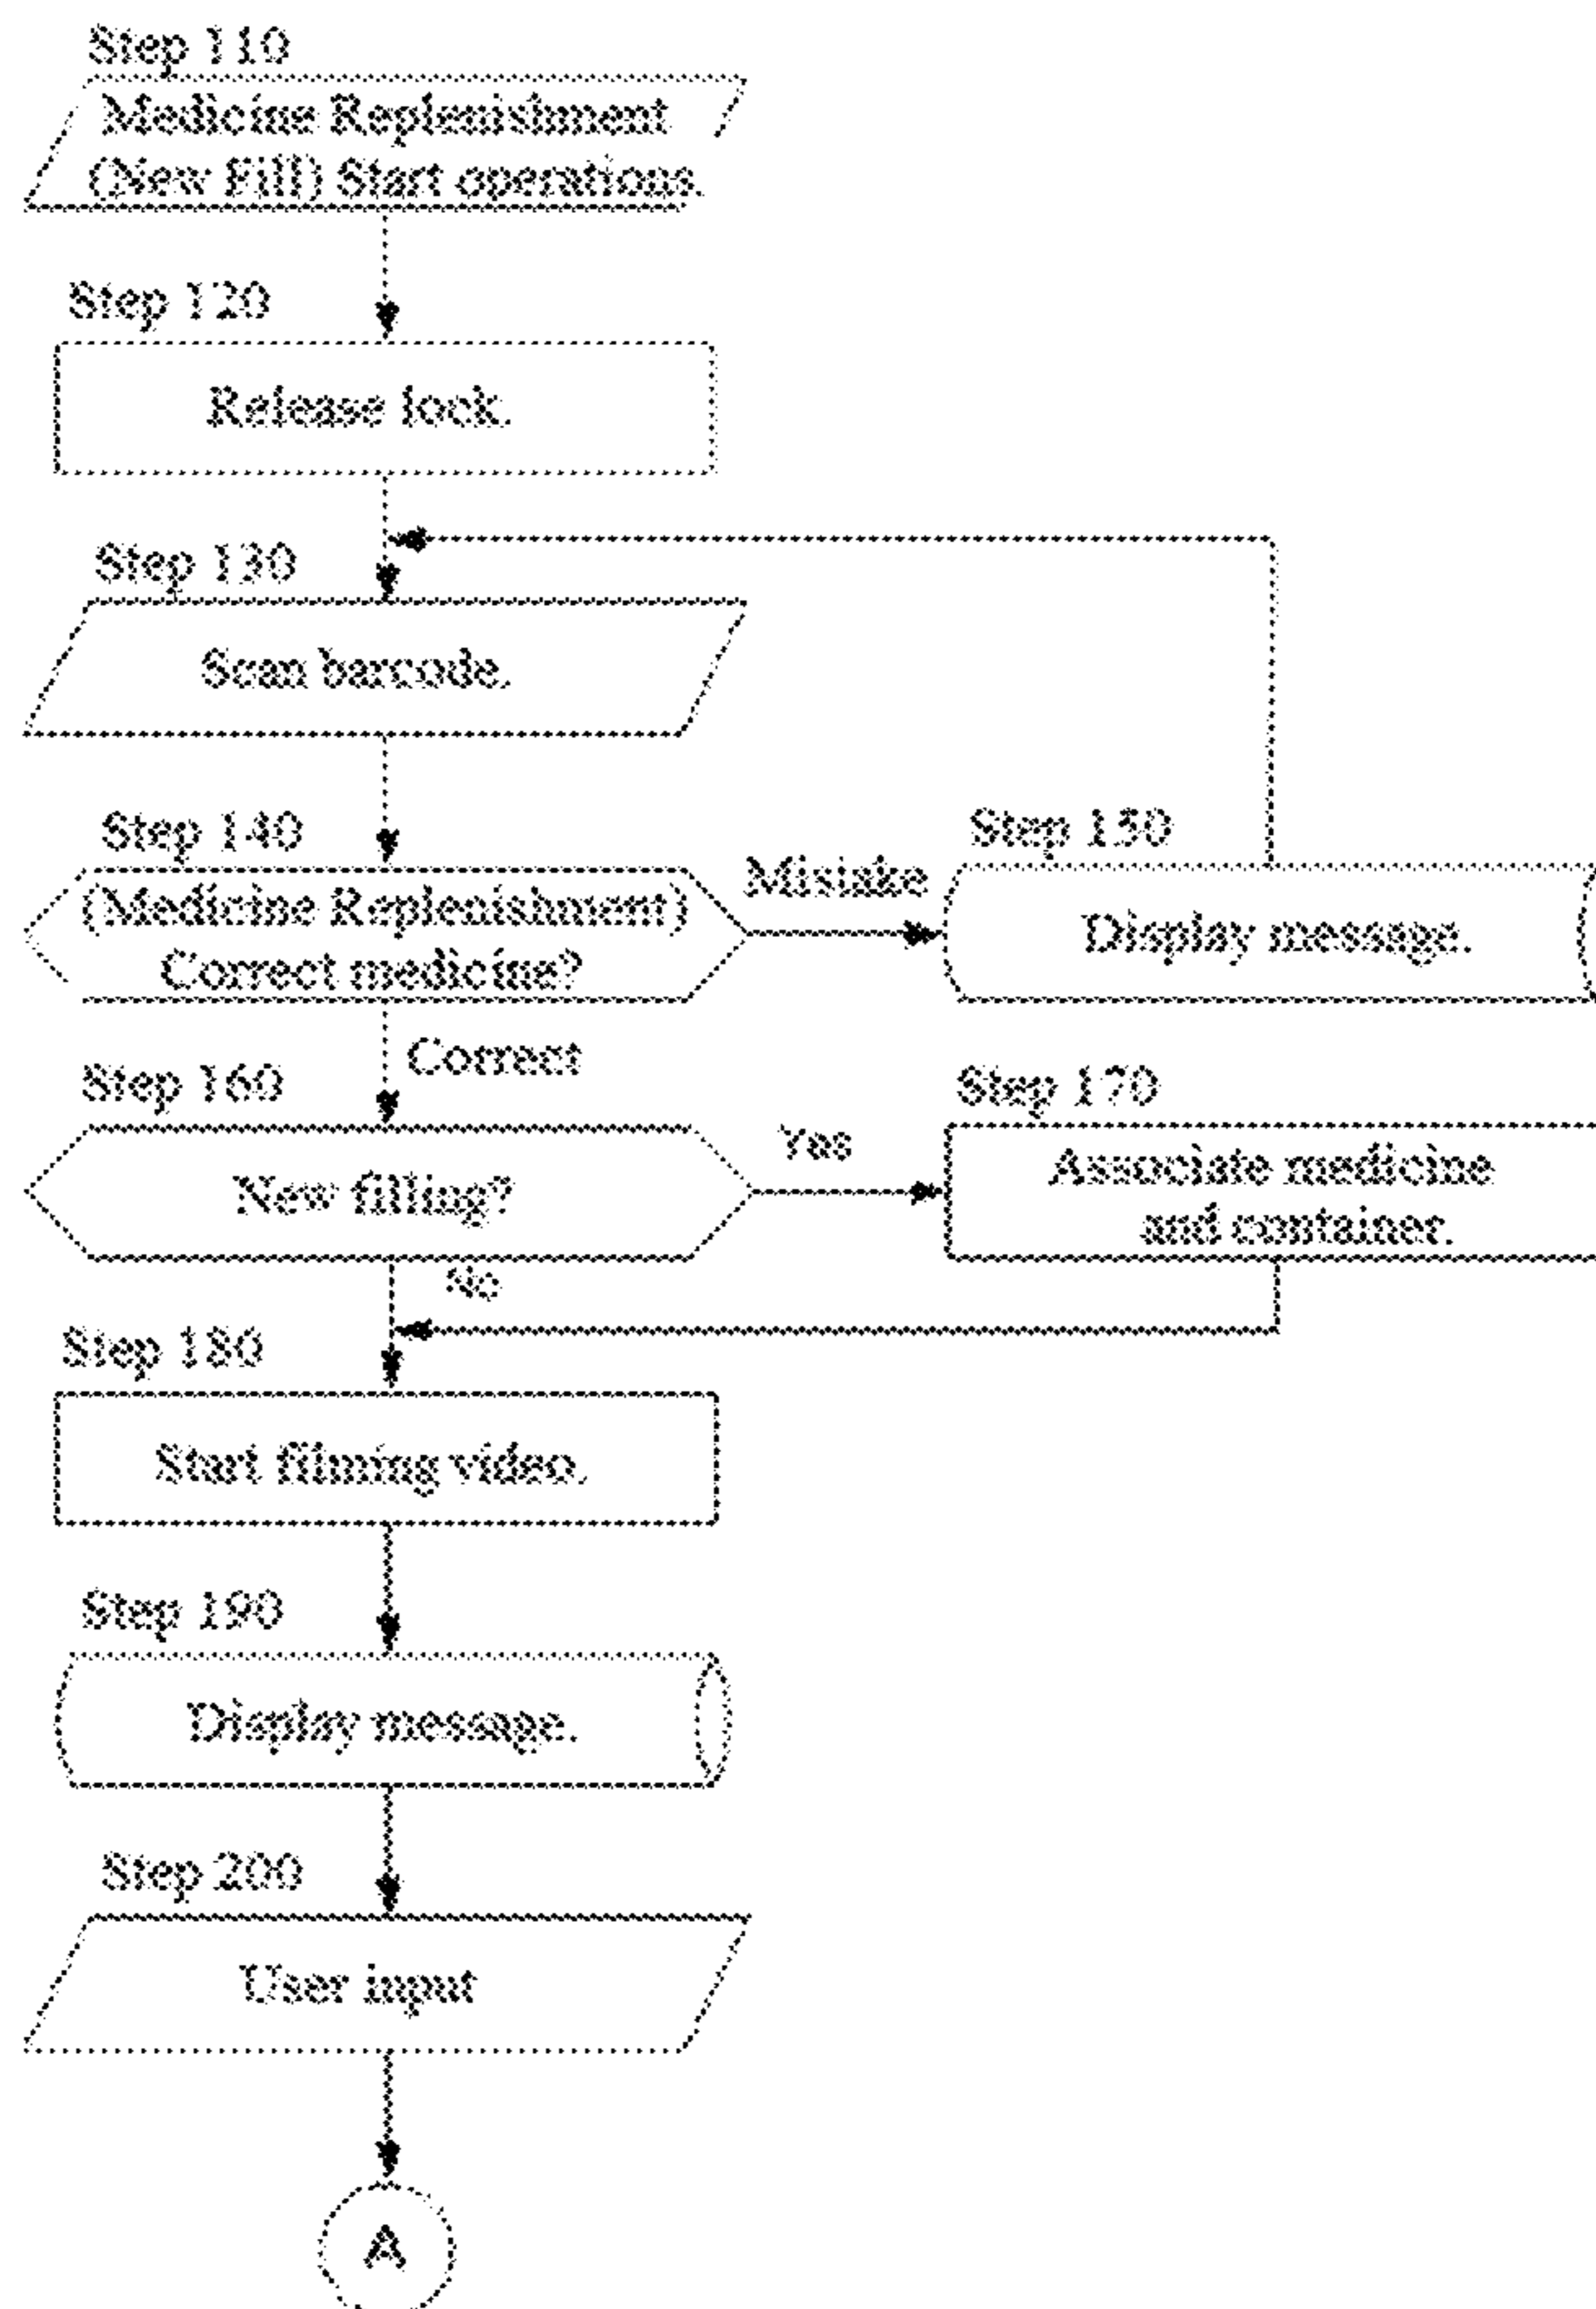 Step 110
Medicine Replenishment
(New Fill) Start operations.
Step 120
Release lock.
Step 130
Scan barcode.
Step 140
(Medicine Replenishment)
Correct medicine?
Mistake
Step 150
Display message.
Correct
Step 160
New filling?
Yes
Step 170
Associate medicine
and container.
No
Step 180
Start filming video.
Step 190
Display message.
Step 200
User input
A